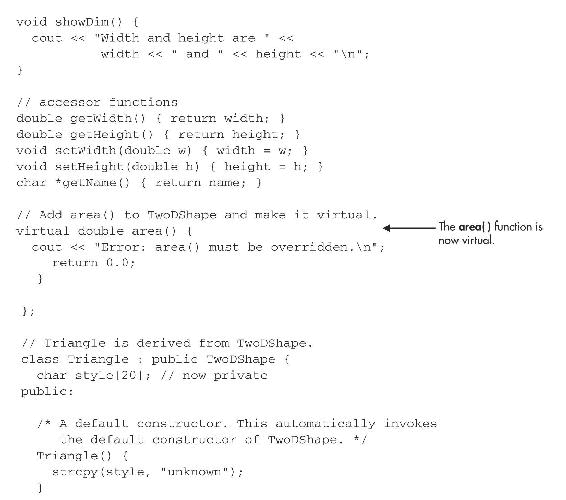 void showDim() {
cout << "Width and height are " <<
width << " and " << height << "\n";
}
// accessor functions
double getWidth() { return width; }
double getHeight() { return height; }
void setWidth(double w) { width = w; }
void setHeight(double h) { height = h; }
char *getName() { return name; }
// Add area() to TwoDShape and make it virtual.
virtual double area() {
cout << "Error: area() must be overridden.\n";
return 0.0;
}
};
The area( ) function is
now virtual.
// Triangle is derived from TwoDShape.
class Triangle : public TwoDShape {
char style[20]; // now private
public:
/* A default constructor. This automatically invokes
the default constructor of TwoDShape. */
Triangle() {
strcpy(style, "unknown");
}